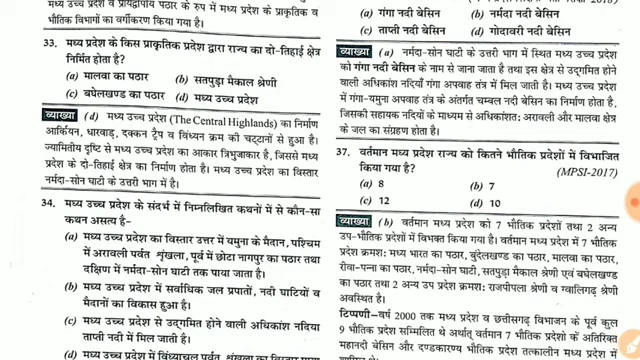 मध्य उच्च प्रदेश व प्रायद्वीपीय पठार के रुप में मध्य प्रदेश के प्राकृतिक व
भौतिक विभागों का वर्गीकरण किया गया है।
33. मध्य प्रदेश के किस प्राकृतिक प्रदेश द्वारा राज्य का दो-तिहाई क्षेत्र
निर्मित होता है?
(a) मालवा का पठार (b) सतपुड़ा मैकाल श्रेणी
(c) बघेलखण्ड का पठार (d) मध्य उच्च प्रदेश
व्याख्या (d) मध्य उच्च प्रदेश (The Central Highlands) का निर्माण
आर्कियन, धारवाड़, दक्कन ट्रैप व विंधयन क्रम की चट्टानों से हुआ है।
ज्यामितीय दृष्टि से मध्य उच्च प्रदेश का आकार त्रिभुजाकार है, जिससे मध्य
प्रदेश के दो-तिहाई क्षेत्र का निर्माण होता है। मध्य उच्च प्रदेश का विस्तार
नर्मदा-सोन घाटी के उत्तरी भाग में है।
34. मध्य उच्च प्रदेश के संदर्भ में निम्नलिखित कथनों में से कौन-सा
कथन असत्य है-
(a) मध्य उच्च प्रदेश का विस्तार उत्तर में यमुना के मैदान, पश्चिम
में अरावली पर्वत शृंखला, पूर्व में छोटा नागपुर का पठार तथा
दक्षिण में नर्मदा-सोन घाटी तक पाया जाता है।
(b) मध्य उच्च प्रदेश में सर्वाधिक जल प्रपातों, नदी घाटियों व
मैदानों का विकास हुआ है।
(c) मध्य उच्च प्रदेश से उद्गमित होने वाली अधिकांश नदिया
ताप्ती नदी में मिल जाती है।
(d) मध्य उच्च प्रदेश में विंध्याचल पर्वत शृंखला का विस्तार पाया
(a) गंगा नदी बेसिन (b) नर्मदा नदी बेसिन
(c) ताप्ती नदी बेसिन (d) गोदावरी नदी बेसिन
व्याख्या (a) नर्मदा-सोन घाटी के उत्तरी भाग में स्थित मध्य उच्च प्रदेश
को गंगा नदी बेसिन के नाम से जाना जाता है तथा इस क्षेत्र से उद्गमित होने
वाली अधिकांश नदियाँ गंगा अपवाह तंत्र में मिल जाती है। मध्य उच्च प्रदेश
में गंगा-यमुना अपवाह तंत्र के अंतर्गत चम्बल नदी बेसिन का निर्माण होता है,
जिसकी सहायक नदियों के माध्यम से अधिकांशत: अरावली और मालवा क्षेत्र
के जल का संग्रहण होता है।
37. वर्तमान मध्य प्रदेश राज्य को कितने भौतिक प्रदेशों में विभाजित
किया गया है? (MPSI-2017)
(a) 8 (b) 7
(c) 12 (d) 10
व्याख्या (b) वर्तमान मध्य प्रदेश को 7 भौतिक प्रदेशों तथा 2 अन्य
उप-भौतिक प्रदेशों में विभक्त किया गया है। वर्तमान मध्य प्रदेश में 7 भौतिक
प्रदेश क्रमश: मध्य भारत का पठार, बुंदेलखण्ड का पठार, मालवा का पठार,
रीवा-पन्ना का पठार, नर्मदा-सोन घाटी, सतपुड़ा मैकाल श्रेणी एवं बघेलखण्ड
का पठार तथा 2 अन्य उप प्रदेश क्रमश: राजपीपला श्रेणी व ग्वालिगढ़ श्रेणी
अवस्थित है।
टिप्पणी-वर्ष 2000 तक मध्य प्रदेश व छत्तीसगढ़ विभाजन के पूर्व कुल
9 भौतिक प्रदेश सम्मिलित थे अर्थात् वर्तमान 7 भौतिक प्रदेशों के अतिरिक्त
महानदी बेसिन और दण्डकारण्य भौतिक प्रदेश तत्कालीन मध्य प्रदेश में